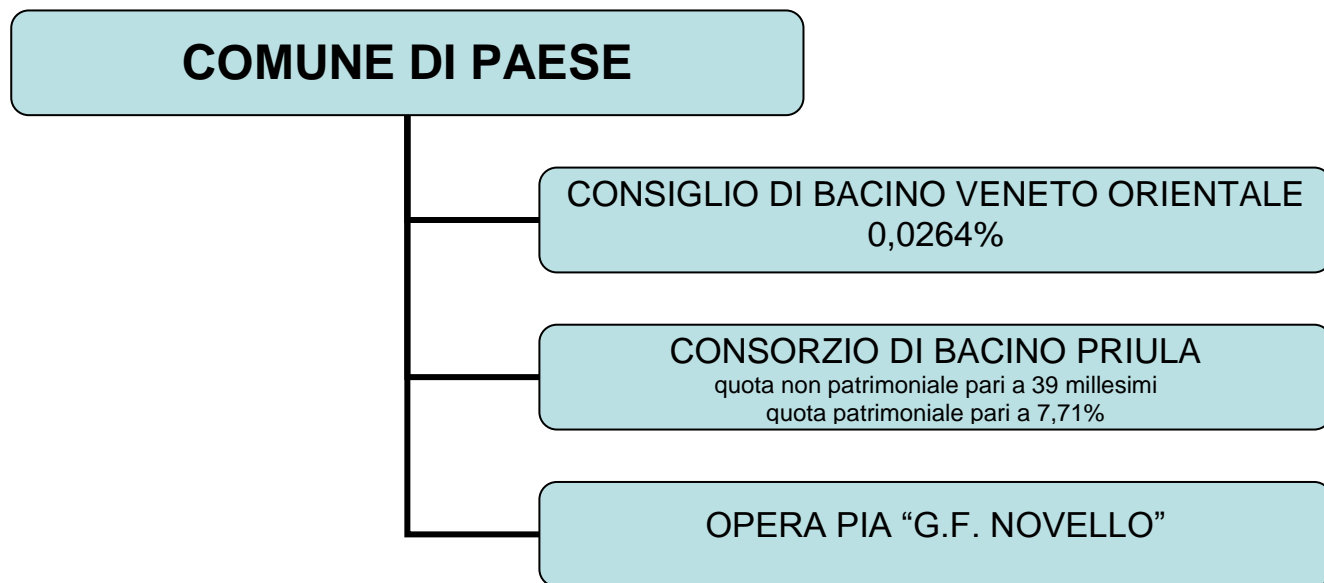 COMUNE DI PAESE
CONSIGLIO DI BACINO VENETO ORIENTALE
0,0264%
CONSORZIO DI BACINO PRIULA
quota non patrimoniale pari a 39 millesimi
quota patrimoniale pari a 7,71%
OPERA PIA “G.F. NOVELLO”